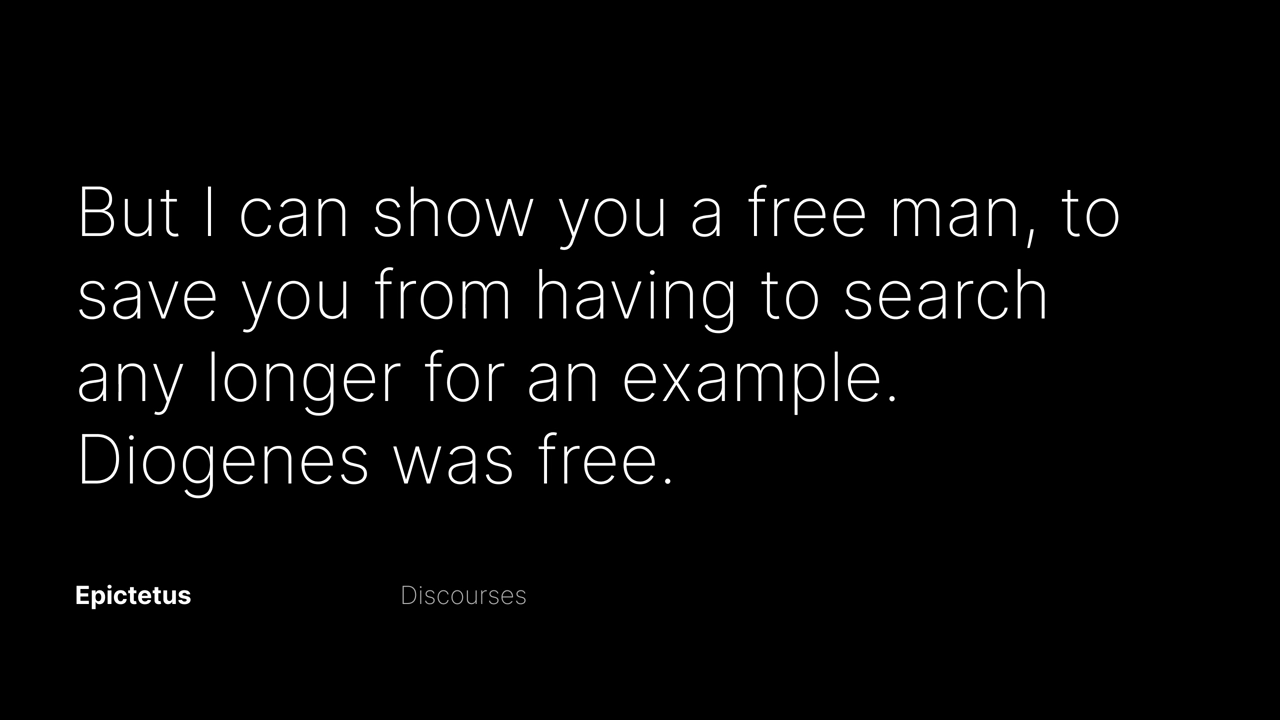 But I can show you a free man, to
save you from having to search
any longer for an example.
Diogenes was free.
Epictetus
Discourses